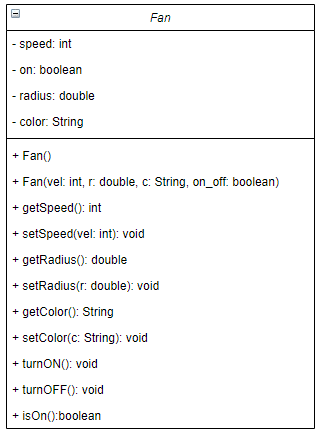 Fan
- speed: int
- on: boolean
- radius: double
- color: String
+ Fan()
+ Fan(vel: int, r: double, c: String, on_off: boolean)
+ getSpeed(): int
+ setSpeed(vel: int): void
+ getRadius(): double
+ setRadius(r: double): void
+ getColor(): String
+ setColor(c: String): void
+ turnON(): void
+ turnOFF(): void
+ isOn():boolean